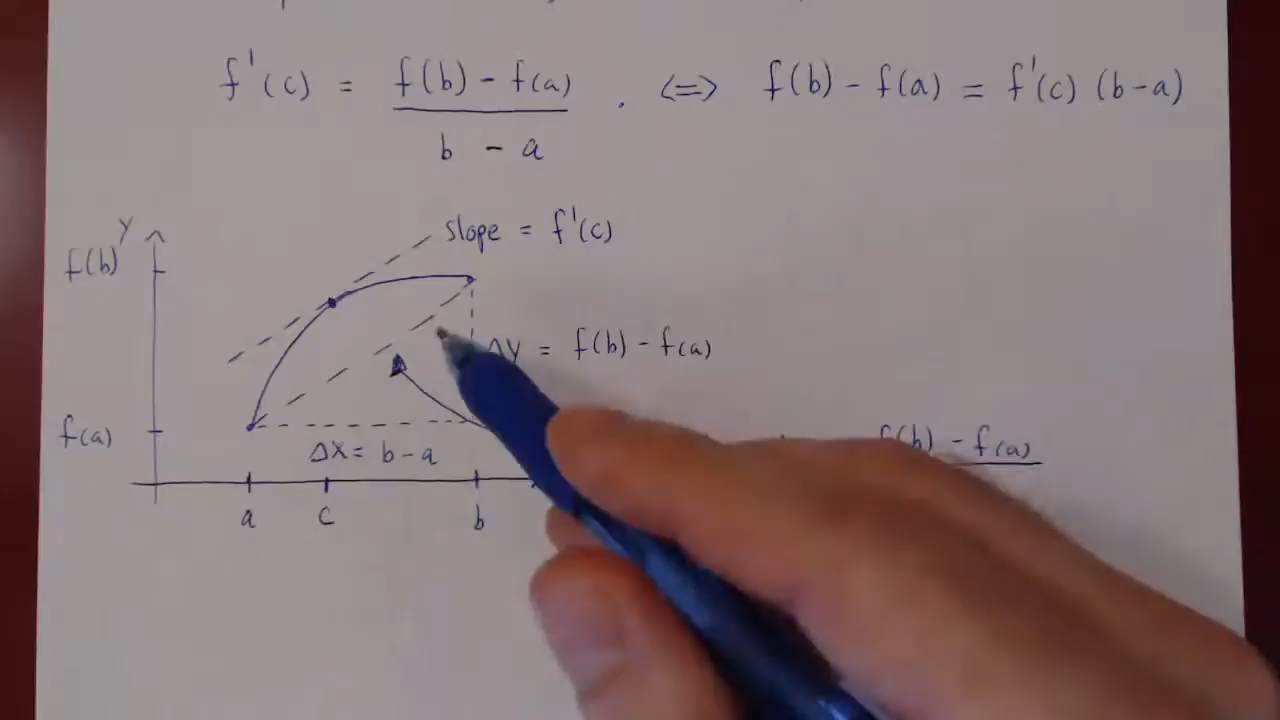 f'(c) = f(b) - f(a) / b - a . <=> f(b) - f(a) = f'(c) (b-a)
y
slope = f'(c)
f(b)
Δy = f(b) - f(a)
f(a)
Δx = b-a
f(b) - f(a)
a c b